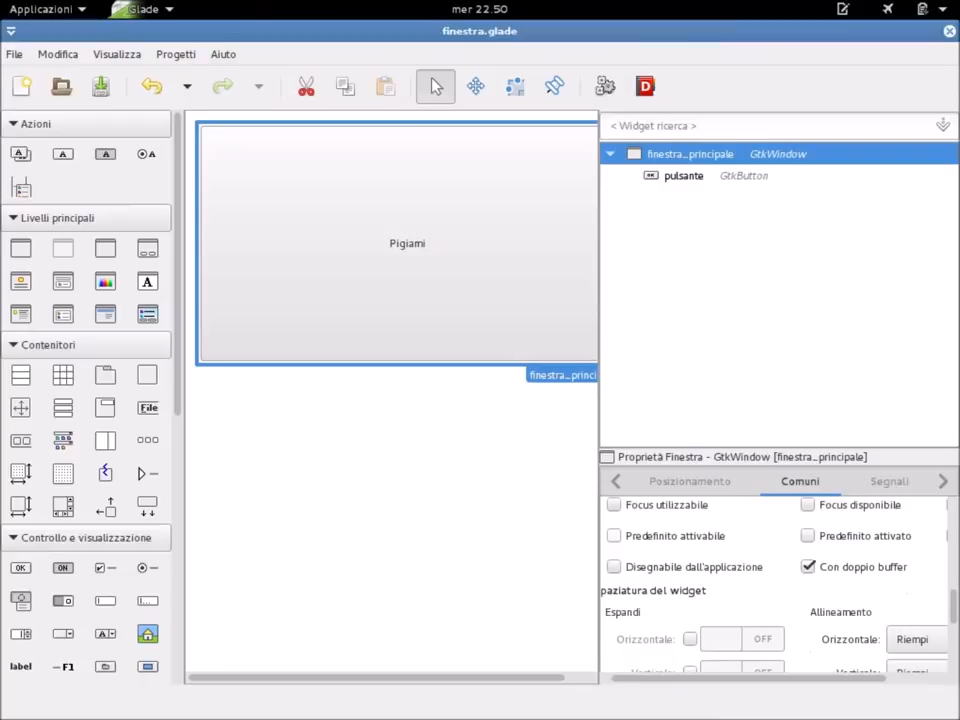 Applicazioni
Glade
mer 22.50
finestra.glade
File
Modifica
Visualizza
Progetti
Aiuto
D
Azioni
A
A
A
Livelli principali
A
Contenitori
File
Controllo e visualizzazione
OK
ON
A
label
F1
Pigiami
finestra_princi
< Widget ricerca >
finestra_principale GtkWindow
OK pulsante GtkButton
Proprietà Finestra - GtkWindow [finestra_principale]
Posizionamento
Comuni
Segnali
Focus utilizzabile
Focus disponibile
Predefinito attivabile
Predefinito attivato
Disegnabile dall'applicazione
Con doppio buffer
paziatura del widget
Espandi
Allineamento
Orizzontale:
OFF
Orizzontale:
Riempi